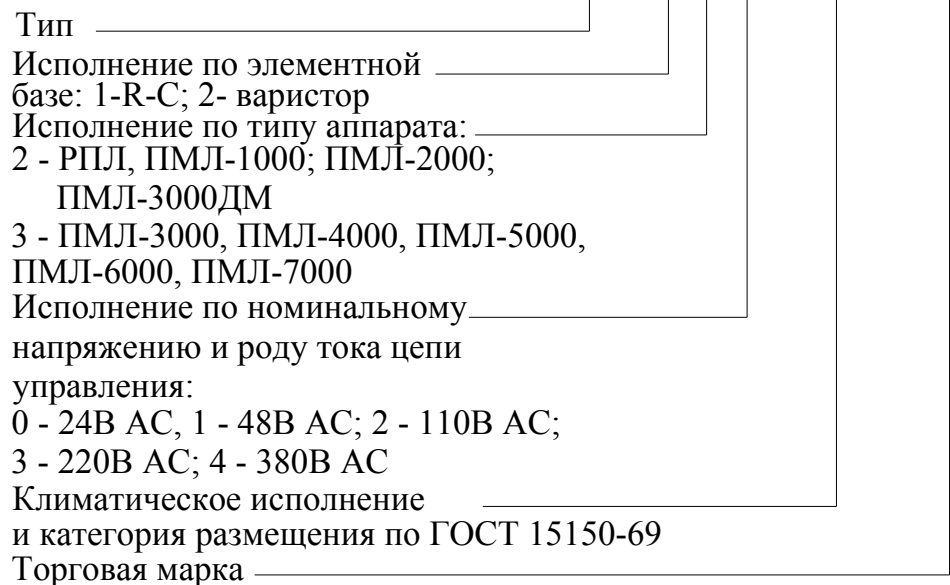 Тип
Исполнение по элементной
базе: 1-R-C; 2- варистор
Исполнение по типу аппарата:
2 - РПЛ, ПМЛ-1000; ПМЛ-2000;
ПМЛ-3000ДМ
3 - ПМЛ-3000, ПМЛ-4000, ПМЛ-5000,
ПМЛ-6000, ПМЛ-7000
Исполнение по номинальному
напряжению и роду тока цепи
управления:
0 - 24В АС, 1 - 48В АС; 2 - 110В АС;
3 - 220В АС; 4 - 380В АС
Климатическое исполнение
и категория размещения по ГОСТ 15150-69
Торговая марка